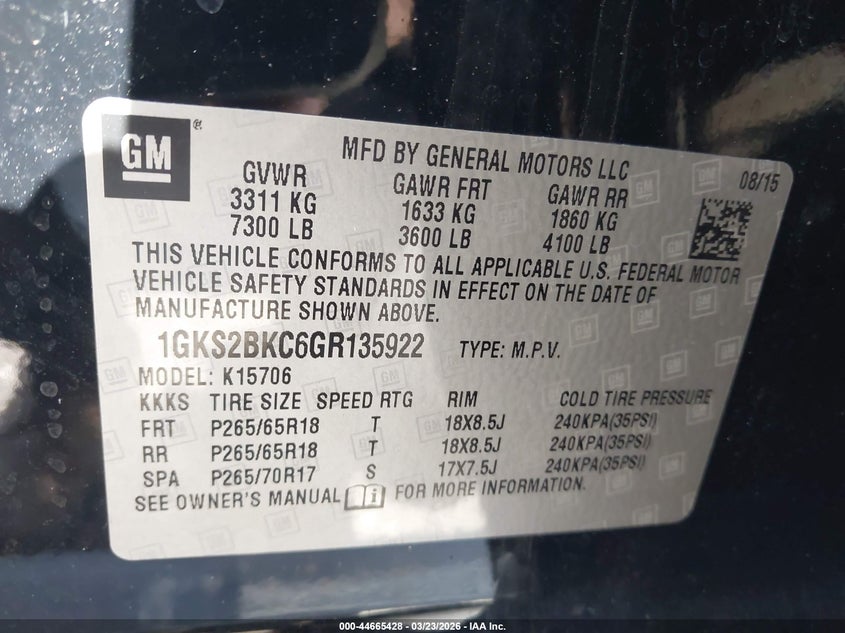 GM ®
MFD BY GENERAL MOTORS LLC
08/15
GVWR GAWR FRT GAWR RR
3311 KG 1633 KG 1860 KG
7300 LB 3600 LB 4100 LB
THIS VEHICLE CONFORMS TO ALL APPLICABLE U.S. FEDERAL MOTOR
VEHICLE SAFETY STANDARDS IN EFFECT ON THE DATE OF
MANUFACTURE SHOWN ABOVE.
1GKS2BKC6GR135922 TYPE: M.P.V.
MODEL: K15706
KKKS TIRE SIZE SPEED RTG RIM COLD TIRE PRESSURE
FRT P265/65R18 T 18X8.5J 240KPA(35PSI)
RR P265/65R18 T 18X8.5J 240KPA(35PSI)
SPA P265/70R17 S 17X7.5J 240KPA(35PSI)
SEE OWNER'S MANUAL i FOR MORE INFORMATION.
000-44665428 - 03/23/2026 - IAA Inc.